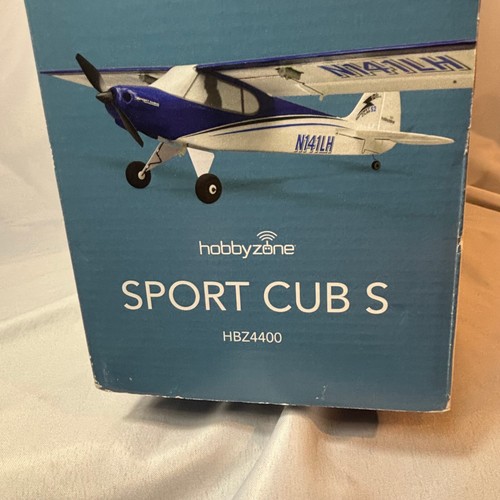 N141LH
N141LH
hobbyzone
SPORT CUB S
HBZ4400